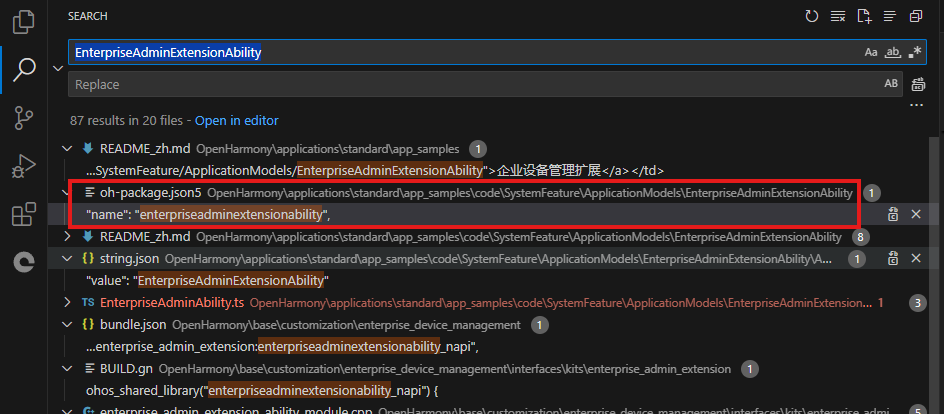 SEARCH
EnterpriseAdminExtensionAbility
Aa ab .*
Replace
AB
87 results in 20 files - Open in editor
README_zh.md OpenHarmony\applications\standard\app_samples 1
...SystemFeature/ApplicationModels/EnterpriseAdminExtensionAbility">企业设备管理扩展</a></td>
oh-package.json5 OpenHarmony\applications\standard\app_samples\code\SystemFeature\ApplicationModels\EnterpriseAdminExtensionAbility 1
"name": "enterpriseadminextensionability",
README_zh.md OpenHarmony\applications\standard\app_samples\code\SystemFeature\ApplicationModels\EnterpriseAdminExtensionAbility 8
{} string.json OpenHarmony\applications\standard\app_samples\code\SystemFeature\ApplicationModels\EnterpriseAdminExtensionAbility\A... 1
"value": "EnterpriseAdminExtensionAbility"
TS EnterpriseAdminAbility.ts OpenHarmony\applications\standard\app_samples\code\SystemFeature\ApplicationModels\EnterpriseAdminExtension... 1 3
{} bundle.json OpenHarmony\base\customization\enterprise_device_management 1
...enterprise_admin_extension:enterpriseadminextensionability_napi",
BUILD.gn OpenHarmony\base\customization\enterprise_device_management\interfaces\kits\enterprise_admin_extension 1
ohos_shared_library("enterpriseadminextensionability_napi") {
enterprise_admin_extension_ability_module.cpp OpenHarmony\base\customization\enterprise_device_management\interfaces\kits\enterprise_admi... 5